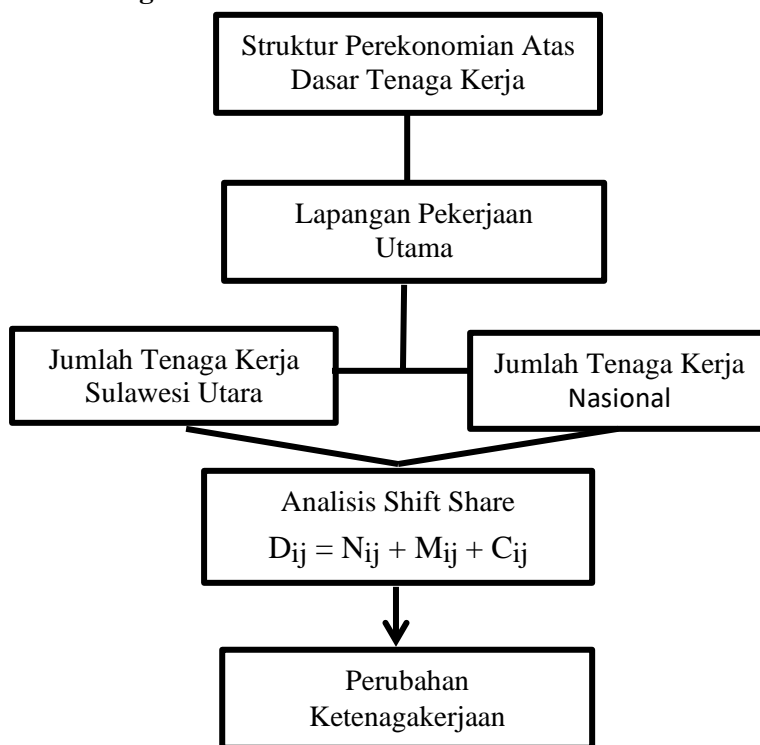 Struktur Perekonomian Atas
Dasar Tenaga Kerja
Lapangan Pekerjaan
Utama
Jumlah Tenaga Kerja
Sulawesi Utara
Jumlah Tenaga Kerja
Nasional
Analisis Shift Share
Dij = Nij + Mij + Cij
Perubahan
Ketenagakerjaan